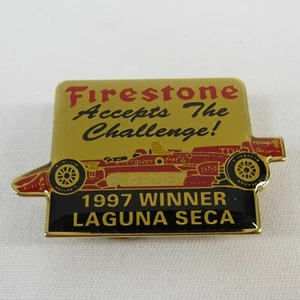 Firestone
Accepts The
Challenge!
1997 WINNER
LAGUNA SECA